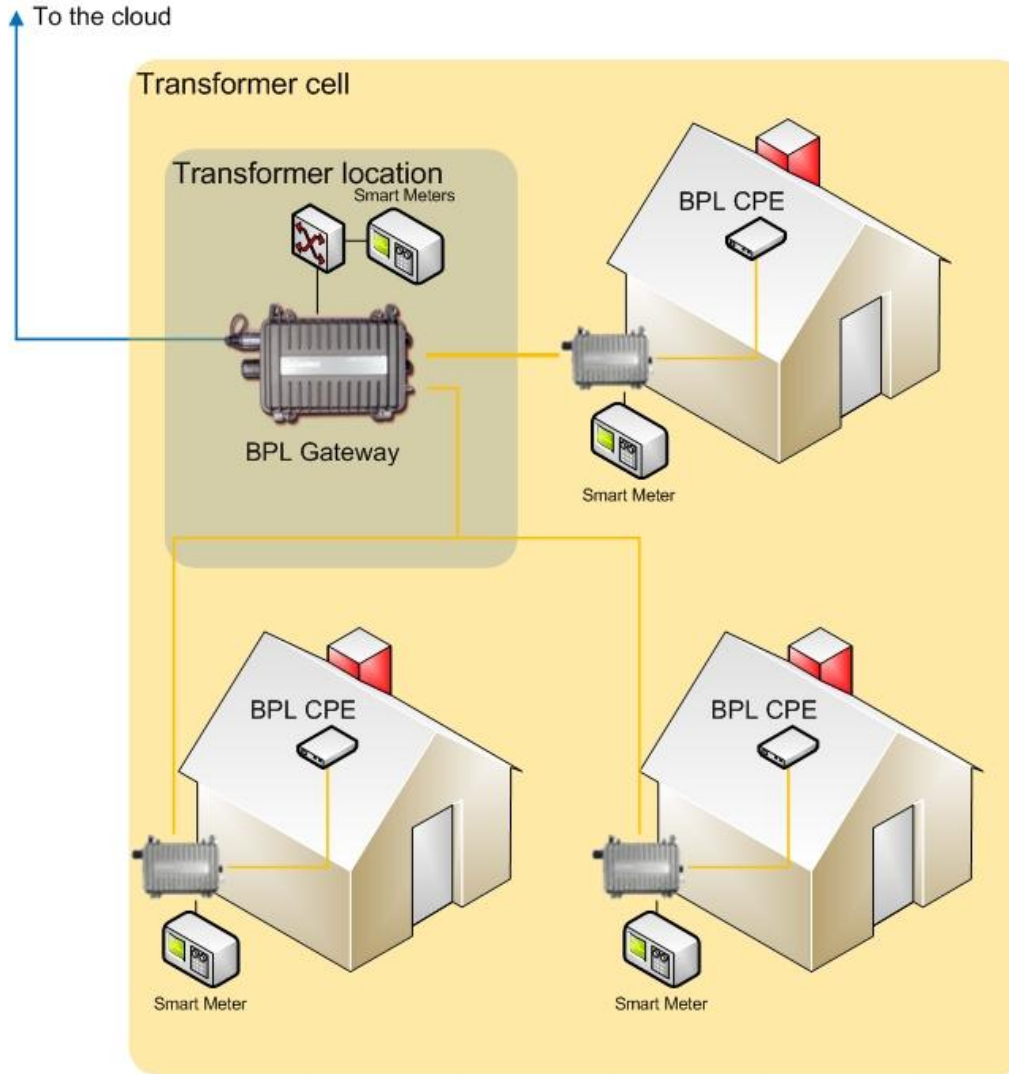 To the cloud
Transformer cell
Transformer location
Smart Meters
BPL CPE
BPL Gateway
Smart Meter
BPL CPE
BPL CPE
Smart Meter
Smart Meter